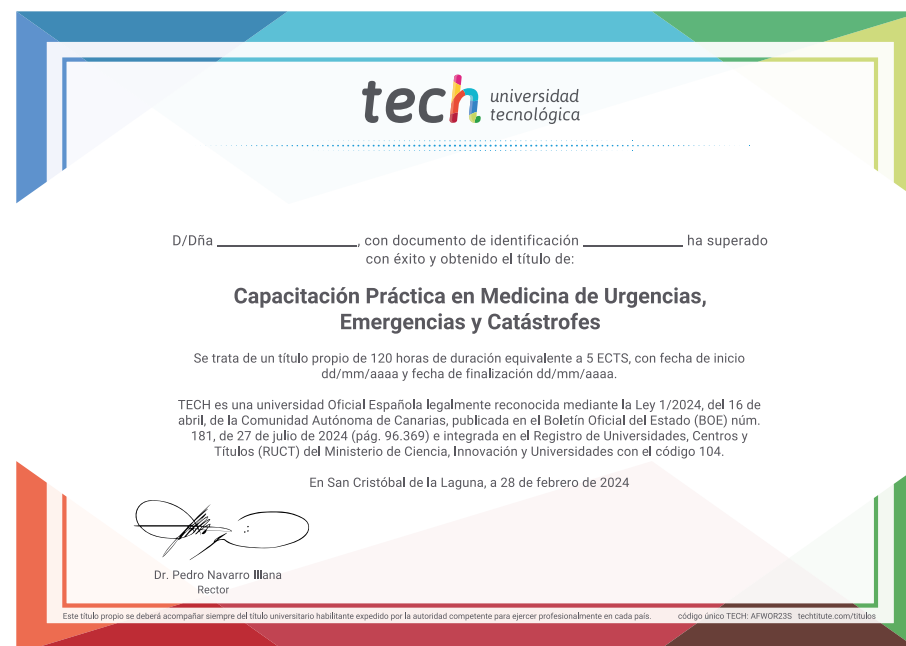 tech universidad
tecnológica
D/Dña ____________________, con documento de identificación ______________ ha superado
con éxito y obtenido el título de:
Capacitación Práctica en Medicina de Urgencias,
Emergencias y Catástrofes
Se trata de un título propio de 120 horas de duración equivalente a 5 ECTS, con fecha de inicio
dd/mm/aaaa y fecha de finalización dd/mm/aaaa.
TECH es una universidad Oficial Española legalmente reconocida mediante la Ley 1/2024, del 16 de
abril, de la Comunidad Autónoma de Canarias, publicada en el Boletín Oficial del Estado (BOE) núm.
181, de 27 de julio de 2024 (pág. 96.369) e integrada en el Registro de Universidades, Centros y
Títulos (RUCT) del Ministerio de Ciencia, Innovación y Universidades con el código 104.
En San Cristóbal de la Laguna, a 28 de febrero de 2024
Dr. Pedro Navarro Illana
Rector
Este título propio se deberá acompañar siempre del título universitario habilitante expedido por la autoridad competente para ejercer profesionalmente en cada país. código único TECH: AFWOR23S techtitute.com/titulos